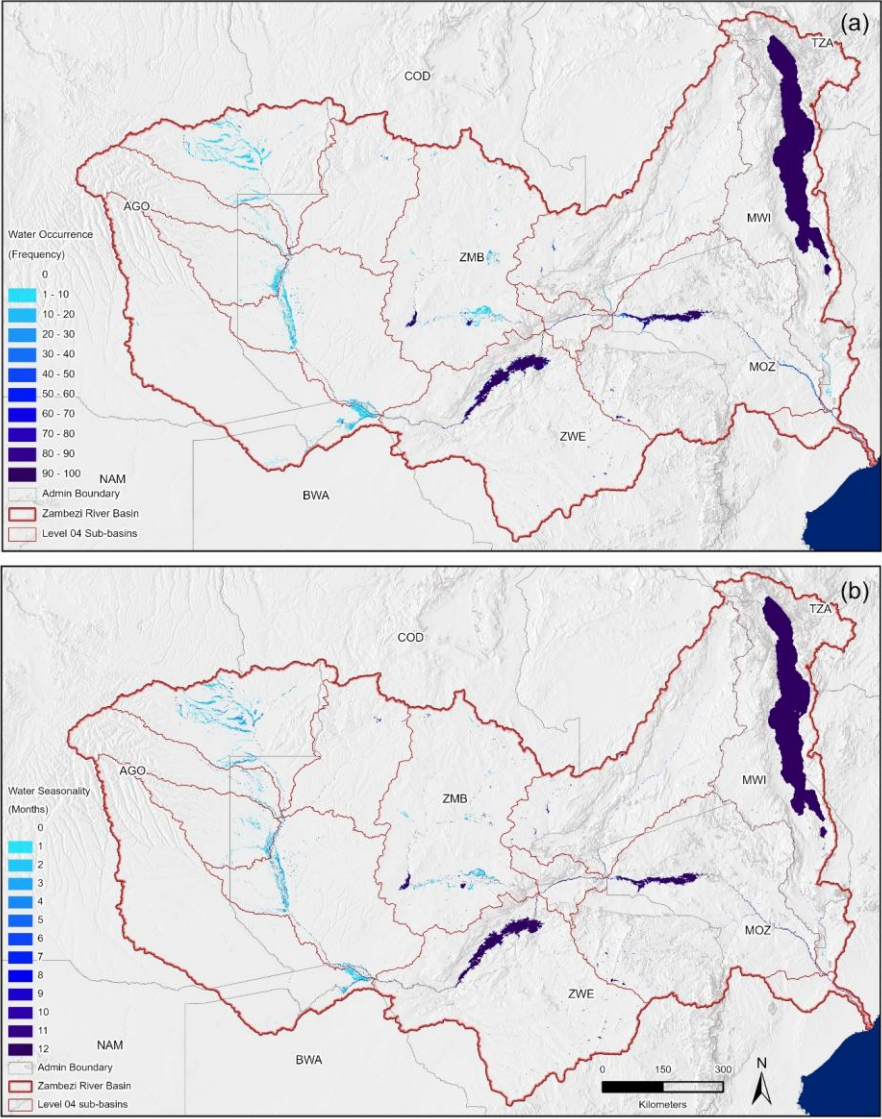 (a)
TZA
COD
AGO
MWI
ZMB
Water Occurrence
(Frequency)
0
1 - 10
10 - 20
20 - 30
30 - 40
40 - 50
50 - 60
60 - 70
70 - 80
80 - 90
90 - 100
MOZ
ZWE
NAM
BWA
Admin Boundary
Zambezi River Basin
Level 04 Sub-basins
(b)
TZA
COD
AGO
MWI
ZMB
Water Seasonality
(Months)
0
1
2
3
4
5
6
7
8
9
10
11
12
MOZ
ZWE
NAM
BWA
Admin Boundary
Zambezi River Basin
Level 04 sub-basins
0 150 300
Kilometers
N